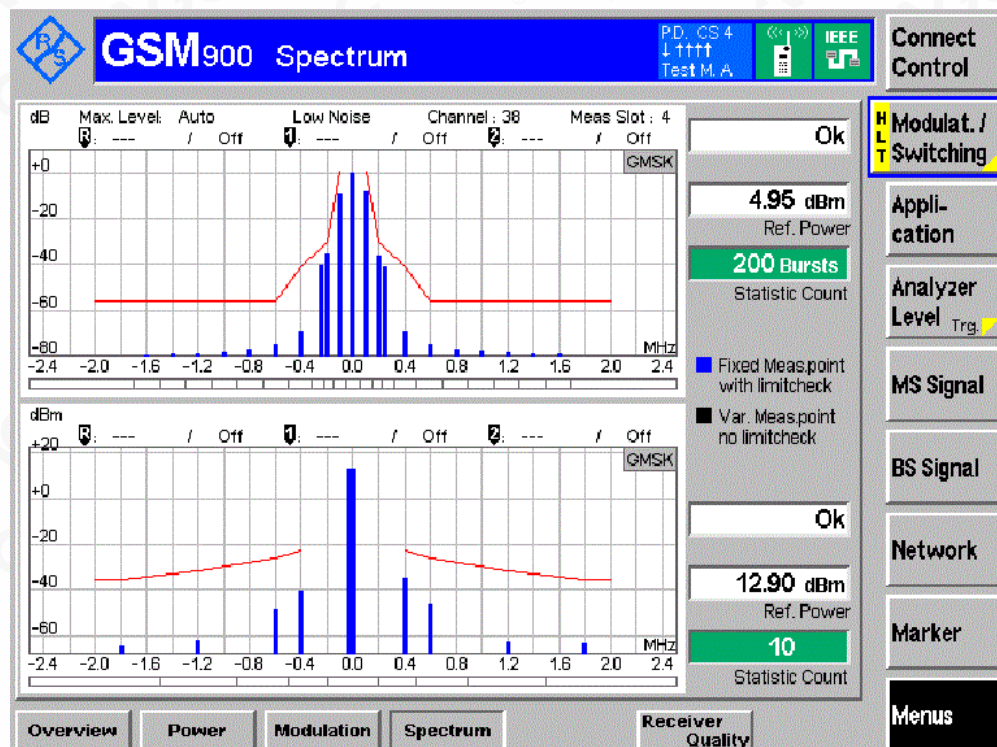 R/S
GSM900 Spectrum
P.D. CS 4
↓ ↑↑↑↑
Test M. A
IEEE
Connect Control
dB Max. Level: Auto Low Noise Channel : 38 Meas Slot : 4
R: --- / Off 1: --- / Off 2: --- / Off
GMSK
+0
-20
-40
-60
-80
MHz
-2.4 -2.0 -1.6 -1.2 -0.8 -0.4 0.0 0.4 0.8 1.2 1.6 2.0 2.4
Ok
4.95 dBm
Ref. Power
200 Bursts
Statistic Count
Fixed Meas.point
with limitcheck
Var. Meas.point
no limitcheck
dBm
R: --- / Off 1: --- / Off 2: --- / Off
GMSK
+20
+0
-20
-40
-60
MHz
-2.4 -2.0 -1.6 -1.2 -0.8 -0.4 0.0 0.4 0.8 1.2 1.6 2.0 2.4
Ok
12.90 dBm
Ref. Power
10
Statistic Count
H L T
Modulat. /
Switching
Appli-
cation
Analyzer
Level Trg.
MS Signal
BS Signal
Network
Marker
Menus
Overview
Power
Modulation
Spectrum
Receiver
Quality